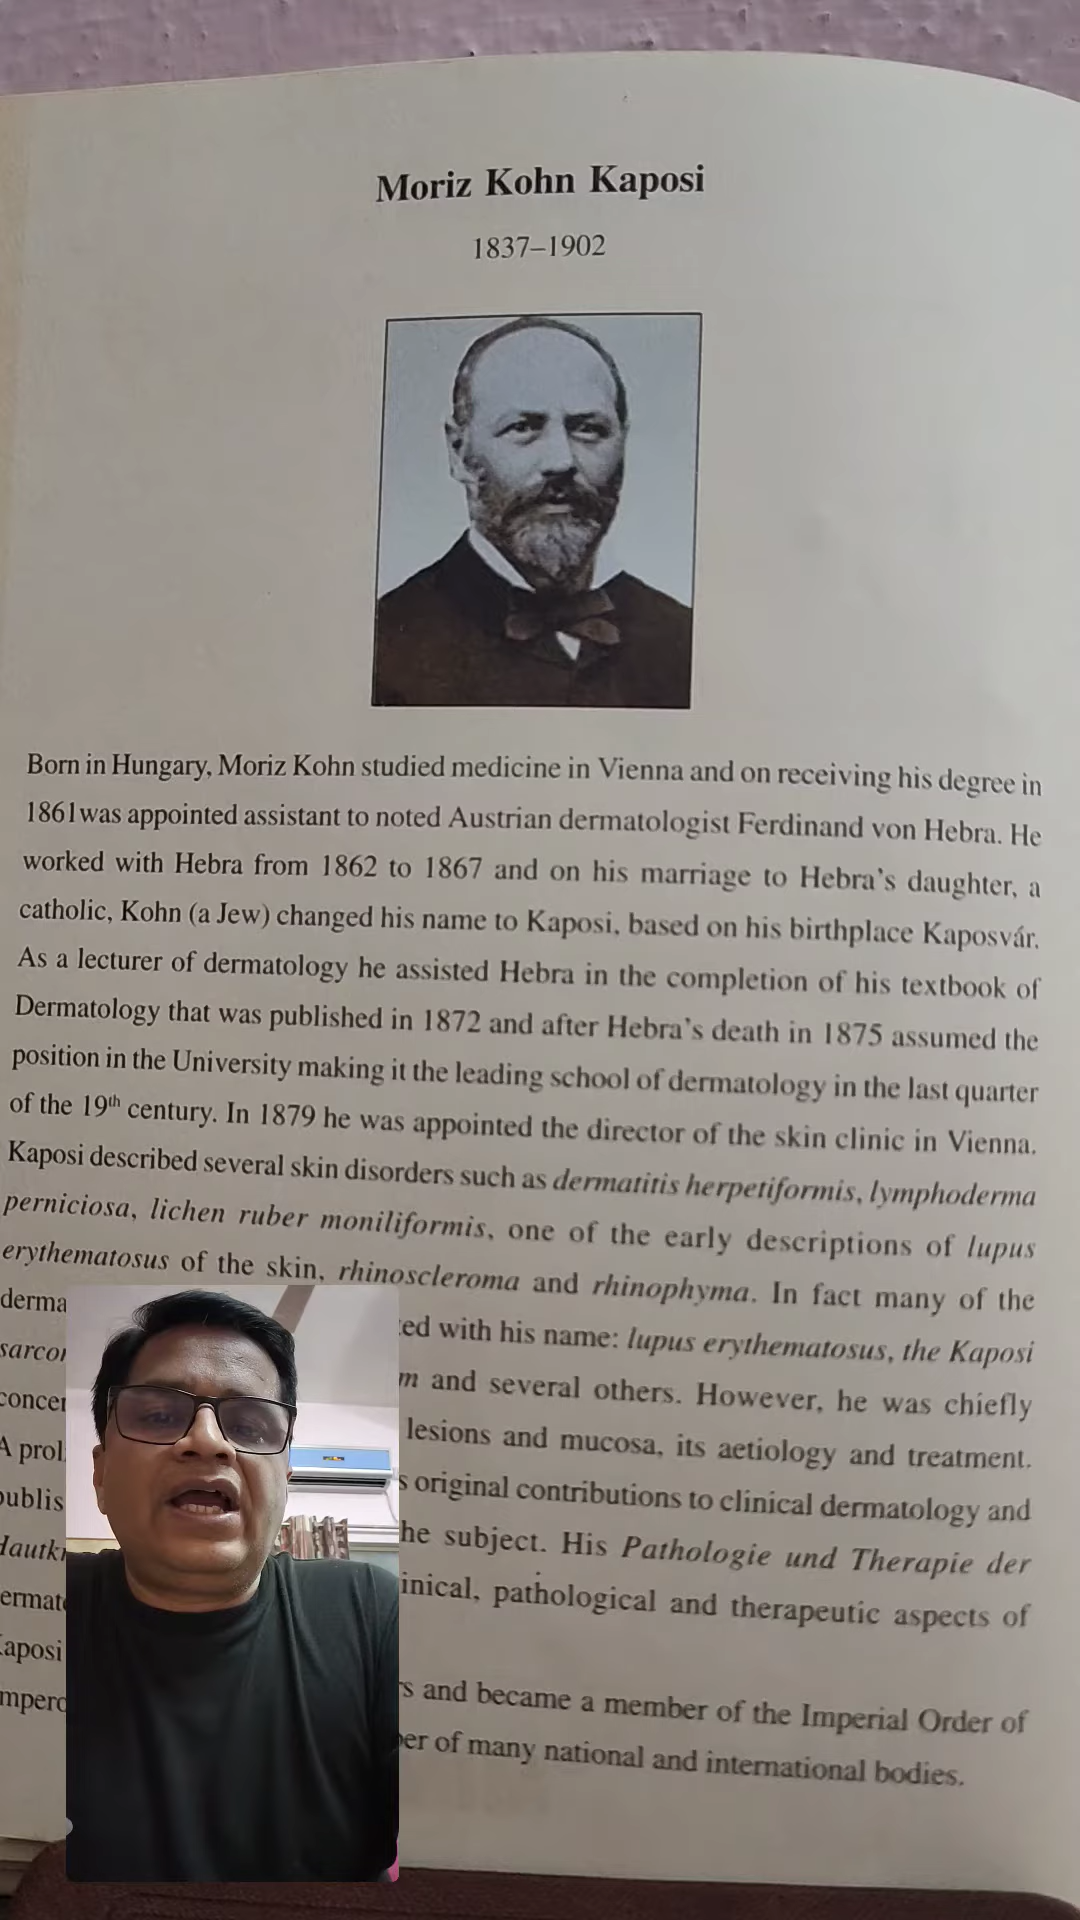 Moriz Kohn Kaposi
1837–1902
Born in Hungary, Moriz Kohn studied medicine in Vienna and on receiving his degree in
1861was appointed assistant to noted Austrian dermatologist Ferdinand von Hebra. He
worked with Hebra from 1862 to 1867 and on his marriage to Hebra's daughter, a
catholic, Kohn (a Jew) changed his name to Kaposi, based on his birthplace Kaposvár.
As a lecturer of dermatology he assisted Hebra in the completion of his textbook of
Dermatology that was published in 1872 and after Hebra's death in 1875 assumed the
position in the University making it the leading school of dermatology in the last quarter
of the 19th century. In 1879 he was appointed the director of the skin clinic in Vienna.
Kaposi described several skin disorders such as dermatitis herpetiformis, lymphoderma
perniciosa, lichen ruber moniliformis, one of the early descriptions of lupus
erythematosus of the skin, rhinoscleroma and rhinophyma. In fact many of the
with his name: lupus erythematosus, the Kaposi
and several others. However, he was chiefly
lesions and mucosa, its aetiology and treatment.
original contributions to clinical dermatology and
subject. His Pathologie und Therapie der
pathological and therapeutic aspects of
and became a member of the Imperial Order of
of many national and international bodies.